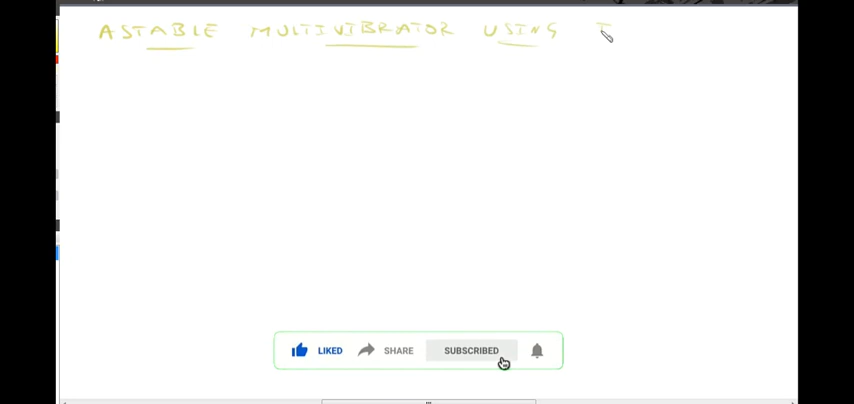 ASTABLE MULTIVIBRATOR USING I
LIKED SHARE SUBSCRIBED